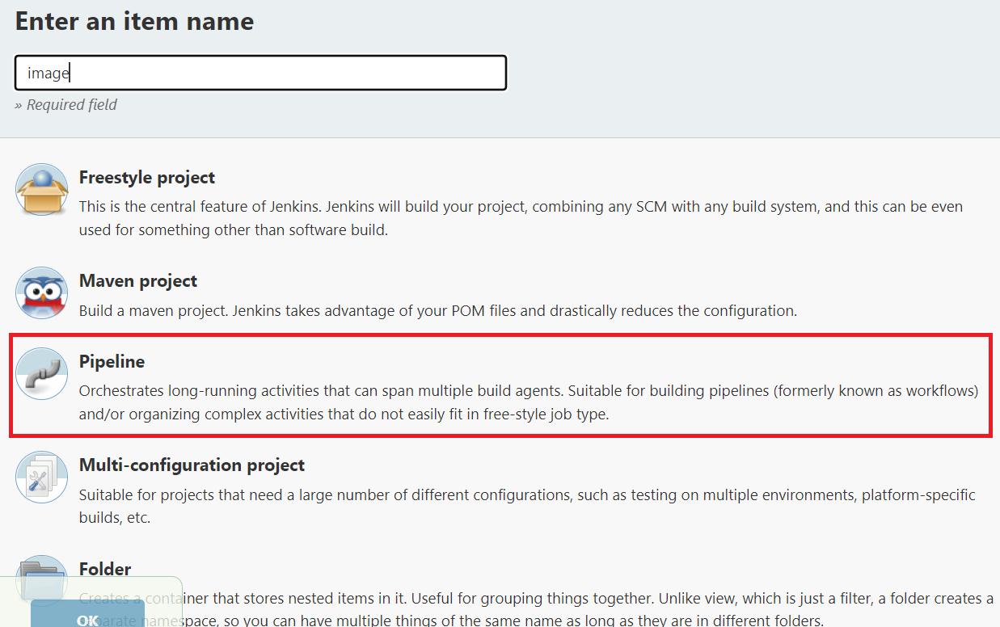 Enter an item name
image
» Required field
Freestyle project
This is the central feature of Jenkins. Jenkins will build your project, combining any SCM with any build system, and this can be even
used for something other than software build.
Maven project
Build a maven project. Jenkins takes advantage of your POM files and drastically reduces the configuration.
Pipeline
Orchestrates long-running activities that can span multiple build agents. Suitable for building pipelines (formerly known as workflows)
and/or organizing complex activities that do not easily fit in free-style job type.
Multi-configuration project
Suitable for projects that need a large number of different configurations, such as testing on multiple environments, platform-specific
builds, etc.
Folder
Creates a container that stores nested items in it. Useful for grouping things together. Unlike view, which is just a filter, a folder creates a
OK
separate namespace, so you can have multiple things of the same name as long as they are in different folders.